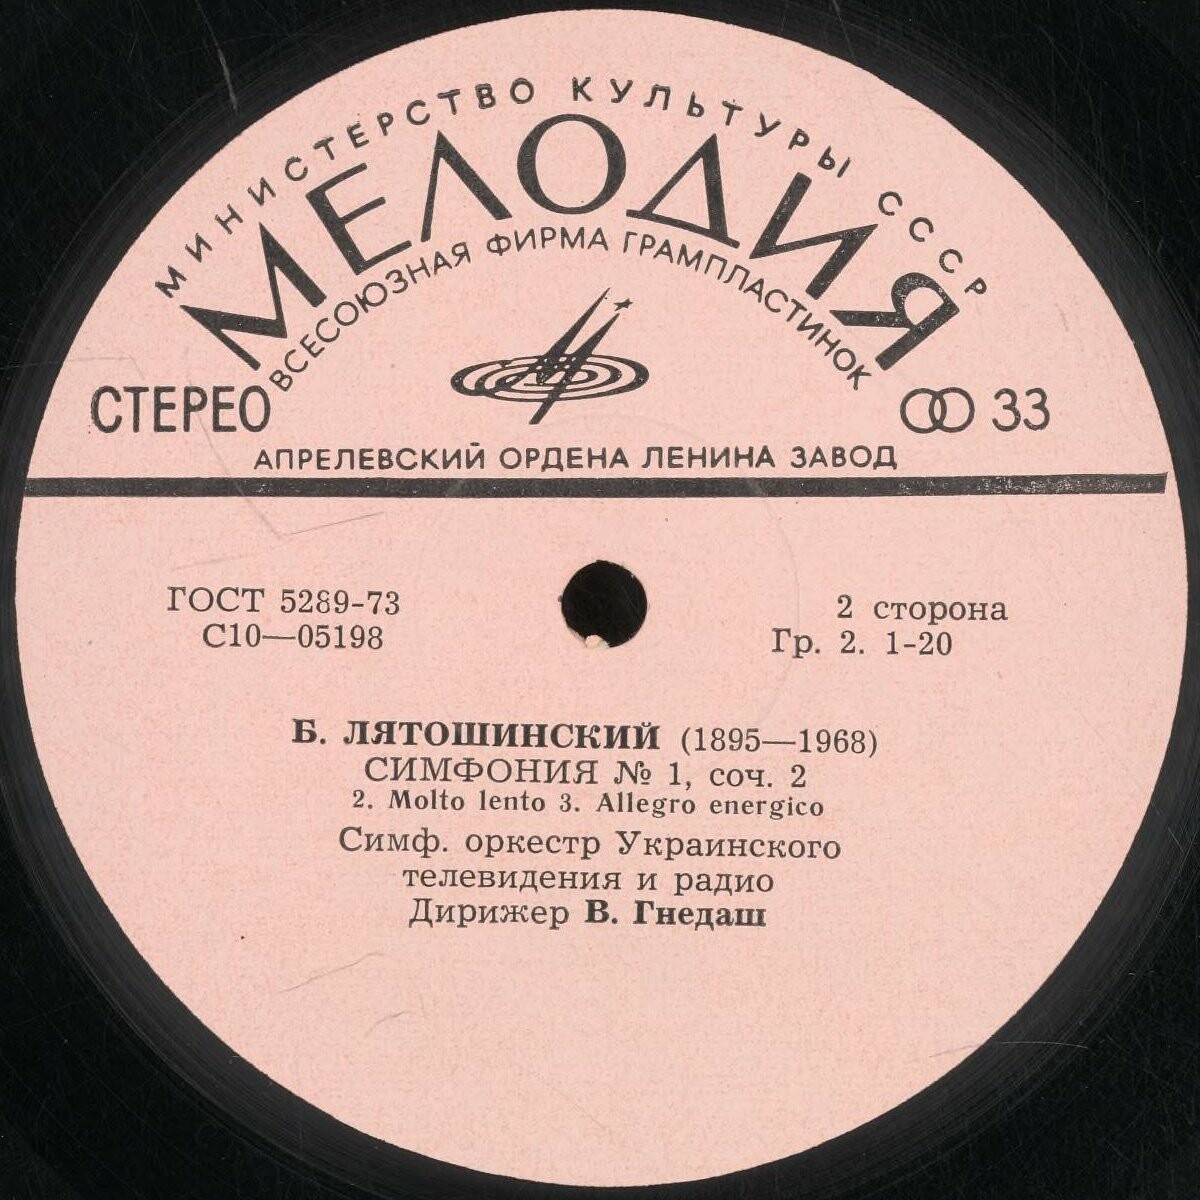 МИНИСТЕРСТВО КУЛЬТУРЫ СССР
МЕЛОДИЯ
ВСЕСОЮЗНАЯ ФИРМА ГРАМПЛАСТИНОК
СТЕРЕО
33
АПРЕЛЕВСКИЙ ОРДЕНА ЛЕНИНА ЗАВОД
ГОСТ 5289-73
С10—05198
2 сторона
Гр. 2. 1-20
Б. ЛЯТОШИНСКИЙ (1895—1968)
СИМФОНИЯ № 1, соч. 2
2. Molto lento 3. Allegro energico
Симф. оркестр Украинского
телевидения и радио
Дирижер В. Гнедаш